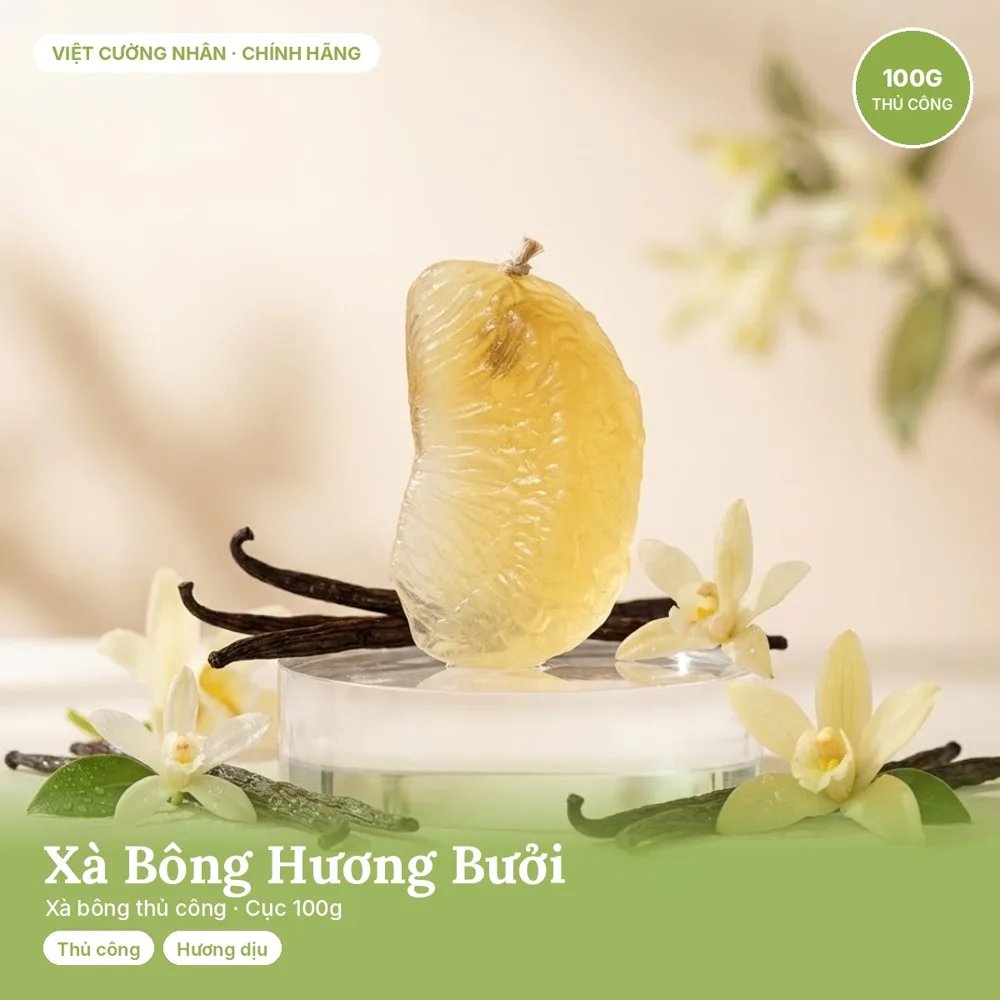 VIỆT CƯỜNG NHÂN · CHÍNH HÃNG
100G
THỦ CÔNG
Xà Bông Hương Bưởi
Xà bông thủ công · Cục 100g
Thủ công
Hương dịu